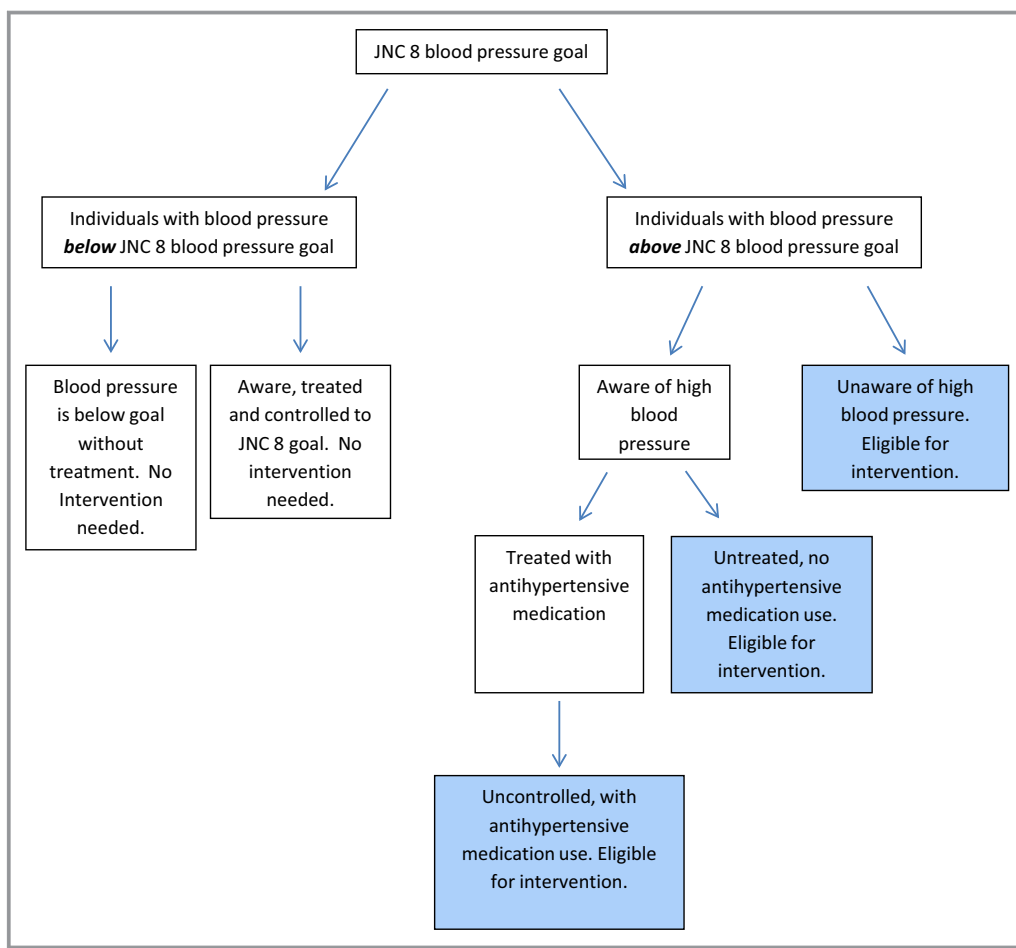 JNC 8 blood pressure goal
Individuals with blood pressure
below JNC 8 blood pressure goal
Individuals with blood pressure
above JNC 8 blood pressure goal
Blood pressure
is below goal
without
treatment. No
Intervention
needed.
Aware, treated
and controlled to
JNC 8 goal. No
intervention
needed.
Aware of high
blood
pressure
Unaware of high
blood pressure.
Eligible for
intervention.
Treated with
antihypertensive
medication
Untreated, no
antihypertensive
medication use.
Eligible for
intervention.
Uncontrolled, with
antihypertensive
medication use. Eligible
for intervention.